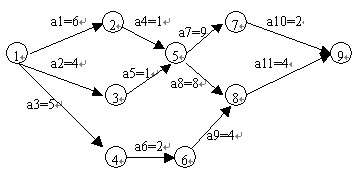 a1=6
a4=1
a7=9
a10=2
1
2
3
4
5
6
7
8
9
a2=4
a5=1
a8=8
a11=4
a3=5
a6=2
a9=4